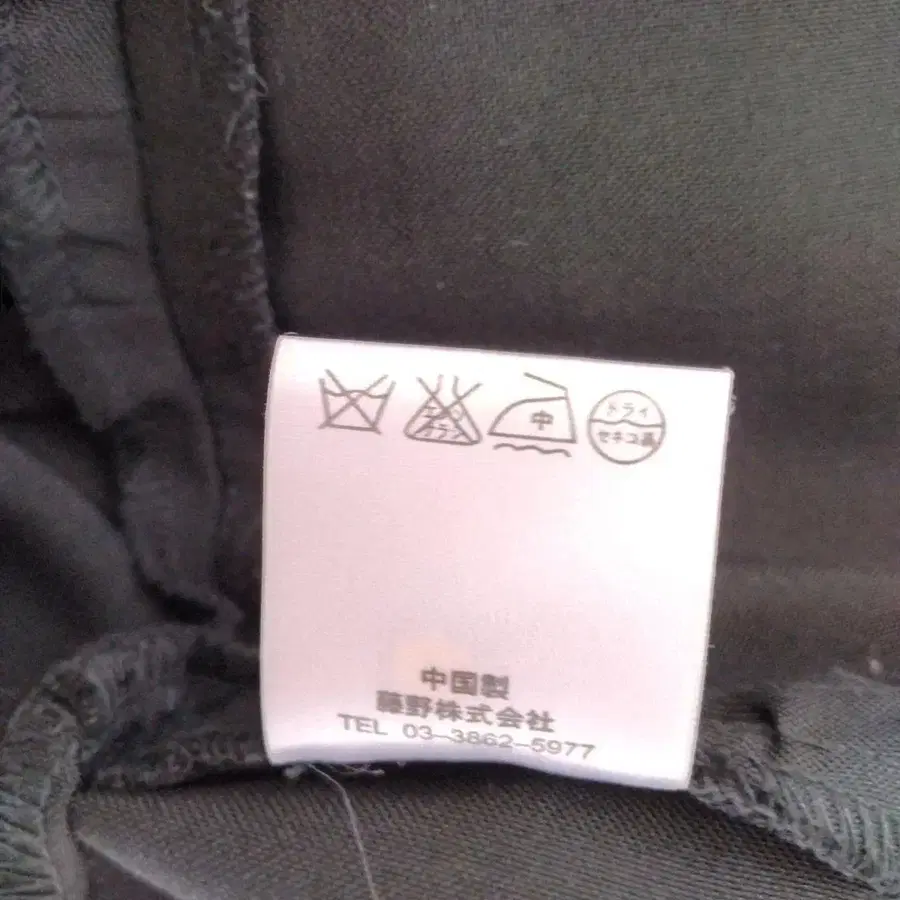 中
ドライ
セキユ系
中国製
藤野株式会社
TEL 03-3862-5977